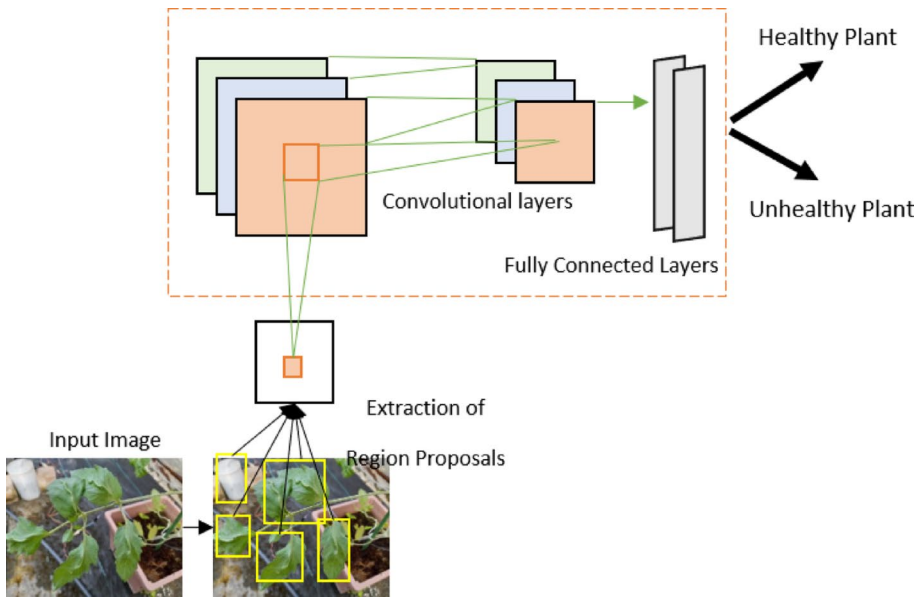 Healthy Plant
Convolutional layers
Unhealthy Plant
Fully Connected Layers
Extraction of
Region Proposals
Input Image